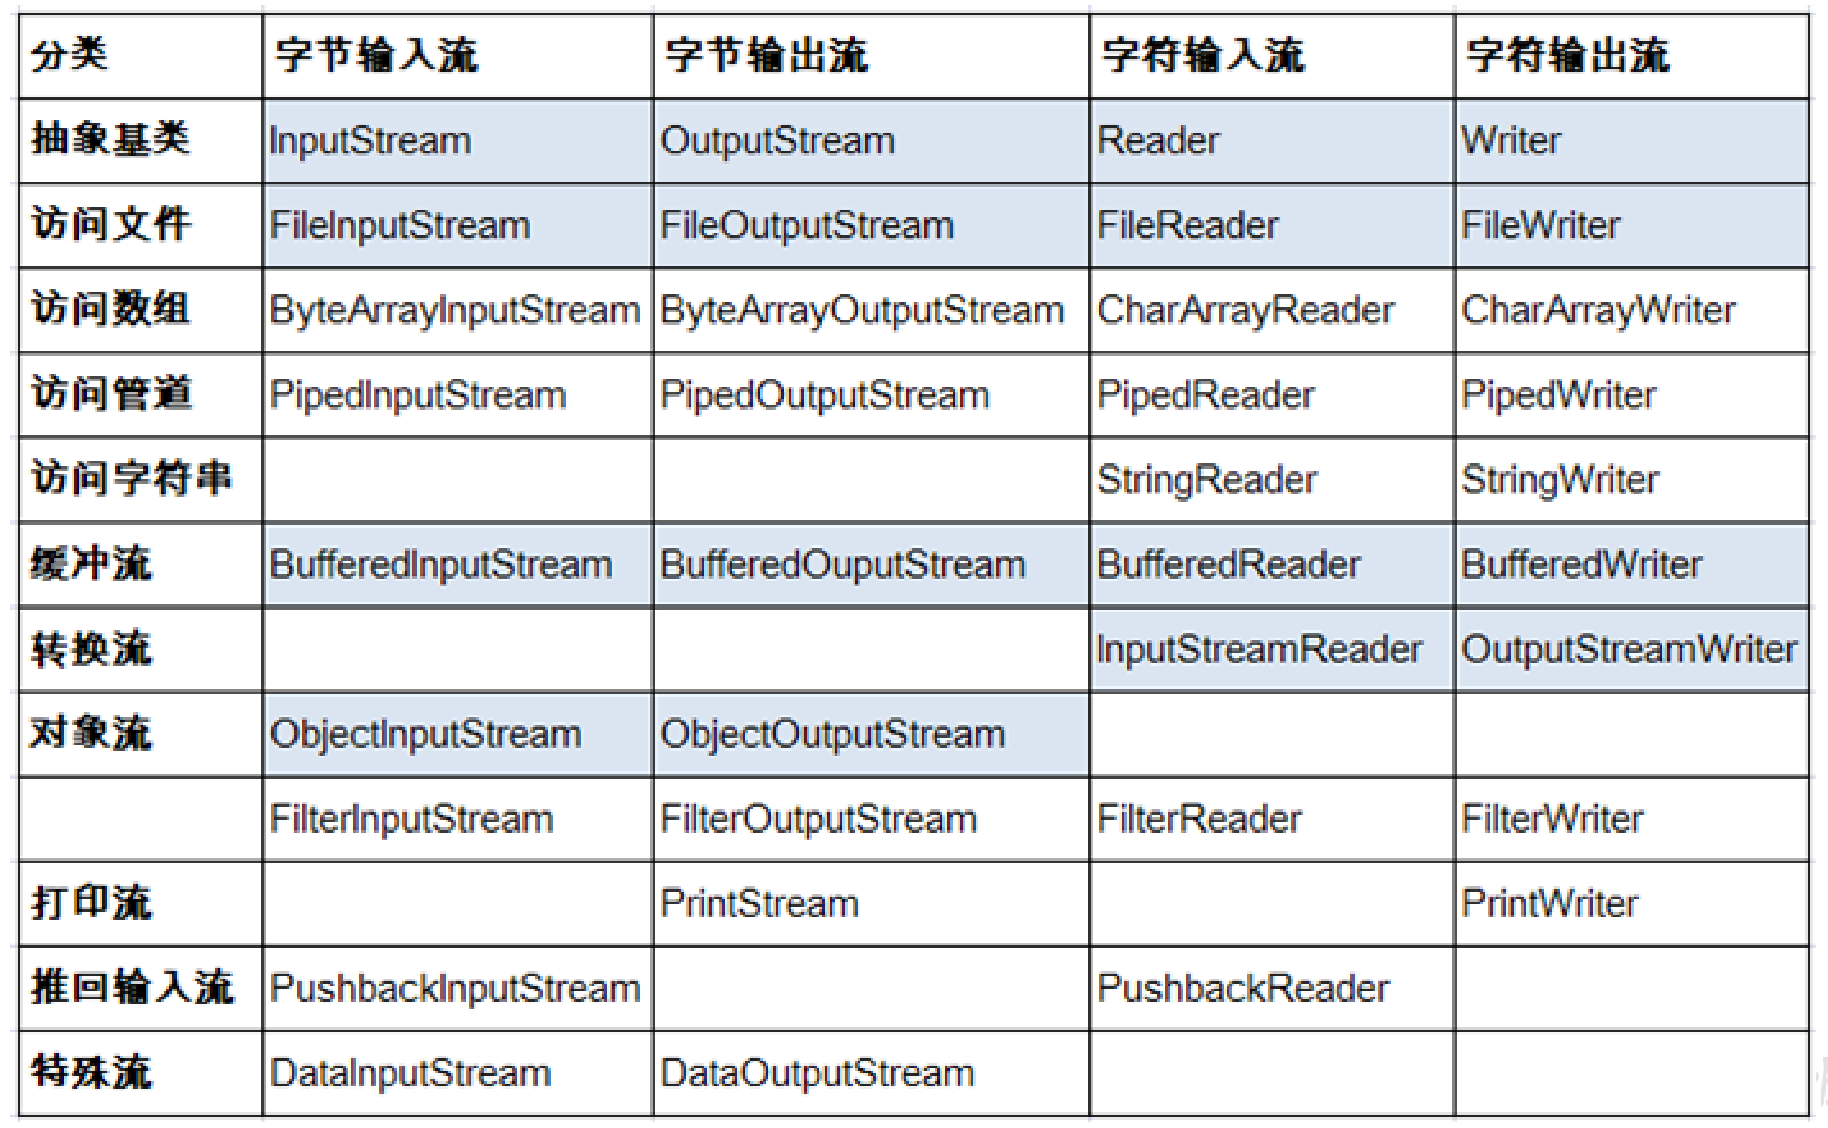 分类 字节输入流 字节输出流 字符输入流 字符输出流
抽象基类 InputStream OutputStream Reader Writer
访问文件 FileInputStream FileOutputStream FileReader FileWriter
访问数组 ByteArrayInputStream ByteArrayOutputStream CharArrayReader CharArrayWriter
访问管道 PipedInputStream PipedOutputStream PipedReader PipedWriter
访问字符串 StringReader StringWriter
缓冲流 BufferedInputStream BufferedOuputStream BufferedReader BufferedWriter
转换流 InputStreamReader OutputStreamWriter
对象流 ObjectInputStream ObjectOutputStream
FilterInputStream FilterOutputStream FilterReader FilterWriter
打印流 PrintStream PrintWriter
推回输入流 PushbackInputStream PushbackReader
特殊流 DataInputStream DataOutputStream